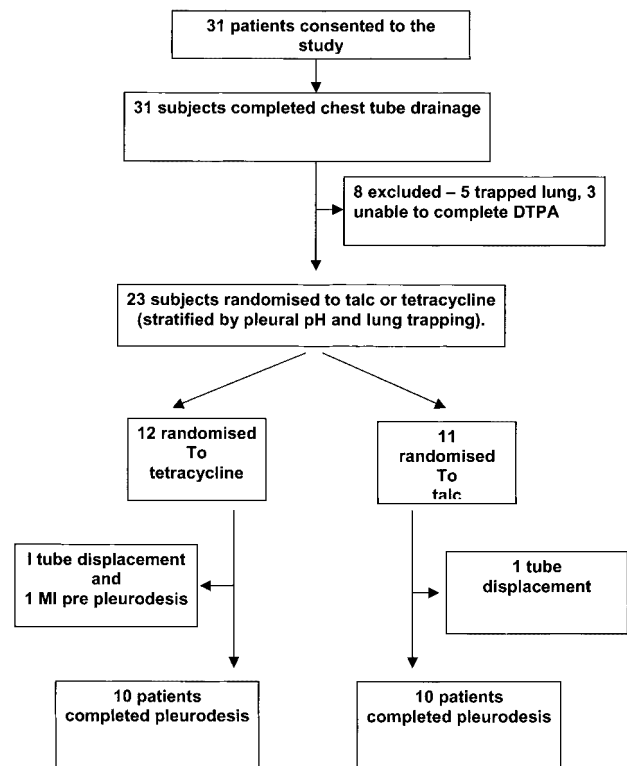 31 patients consented to the
study
31 subjects completed chest tube drainage
8 excluded – 5 trapped lung, 3
unable to complete DTPA
23 subjects randomised to talc or tetracycline
(stratified by pleural pH and lung trapping).
12 randomised
To
tetracycline
11
randomised
To
talc
I tube displacement
and
1 MI pre pleurodesis
1 tube
displacement
10 patients
completed pleurodesis
10 patients
completed pleurodesis